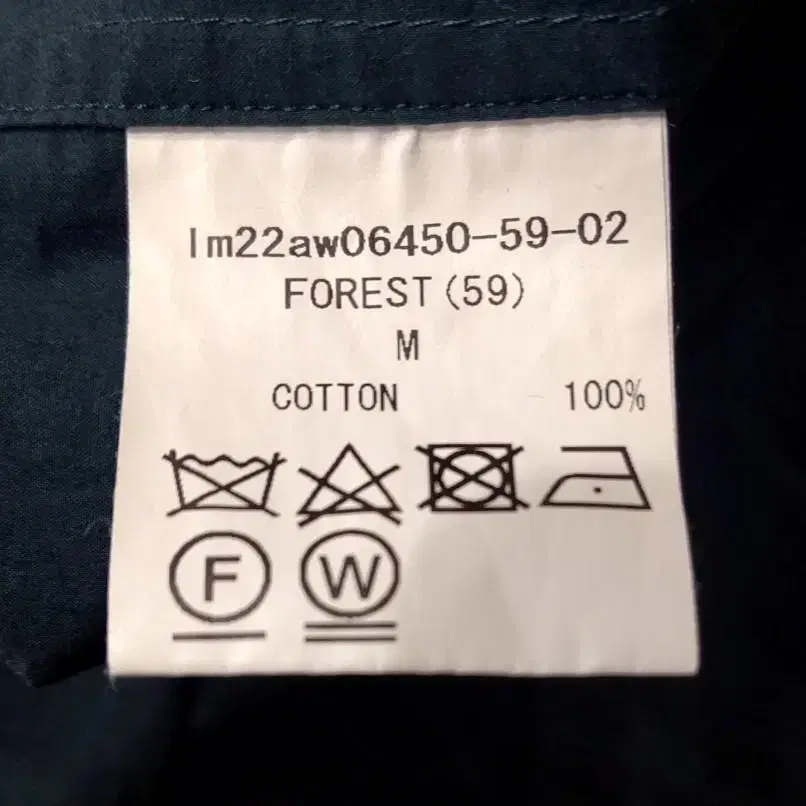 lm22aw06450-59-02
FOREST(59)
M
COTTON 100%
F W